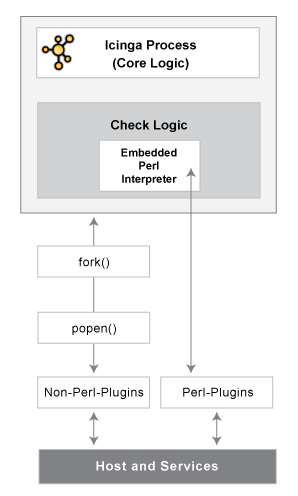 Icinga Process
(Core Logic)
Check Logic
Embedded
Perl
Interpreter
fork()
popen()
Non-Perl-Plugins
Perl-Plugins
Host and Services